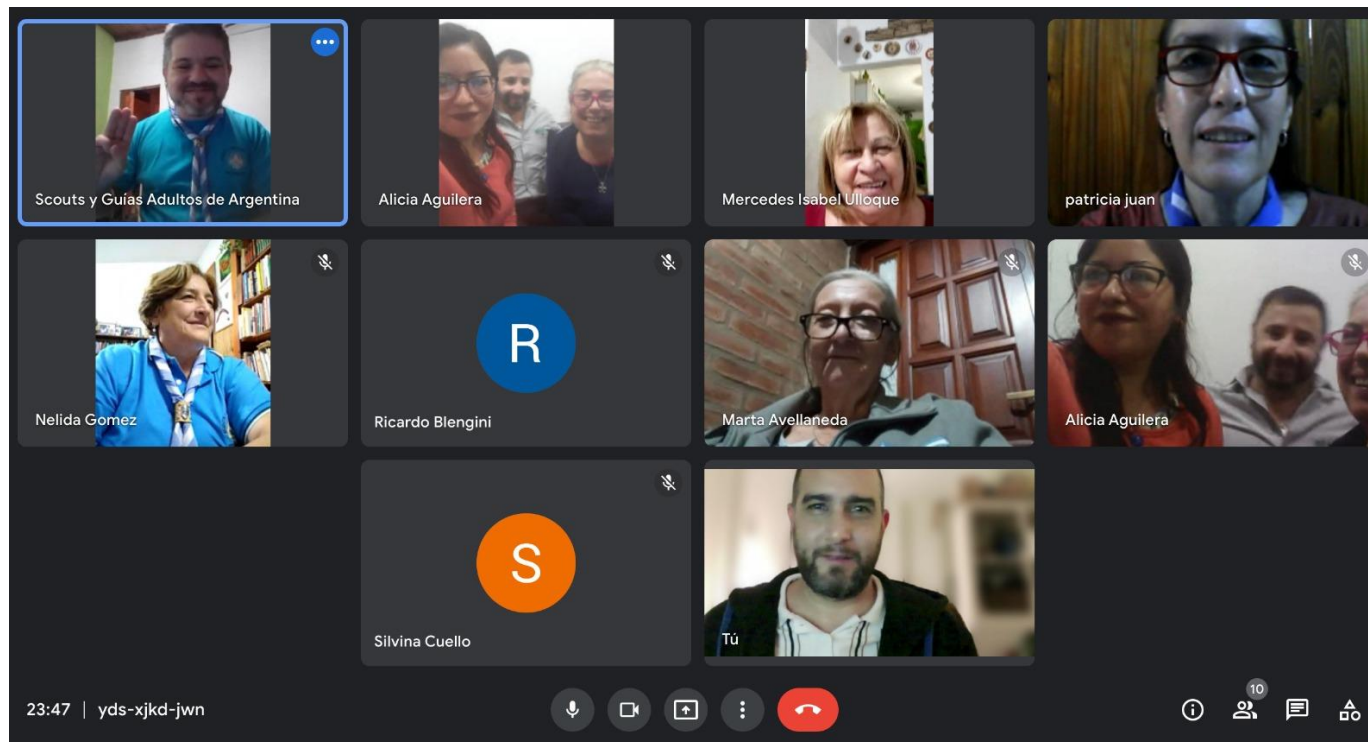 Scouts y Guías Adultos de Argentina
Alicia Aguilera
Mercedes Isabel Ulloque
patricia juan
Nelida Gomez
R
Ricardo Blengini
Marta Avellaneda
Alicia Aguilera
S
Silvina Cuello
Tú
10
23:47 | yds-xjkd-jwn